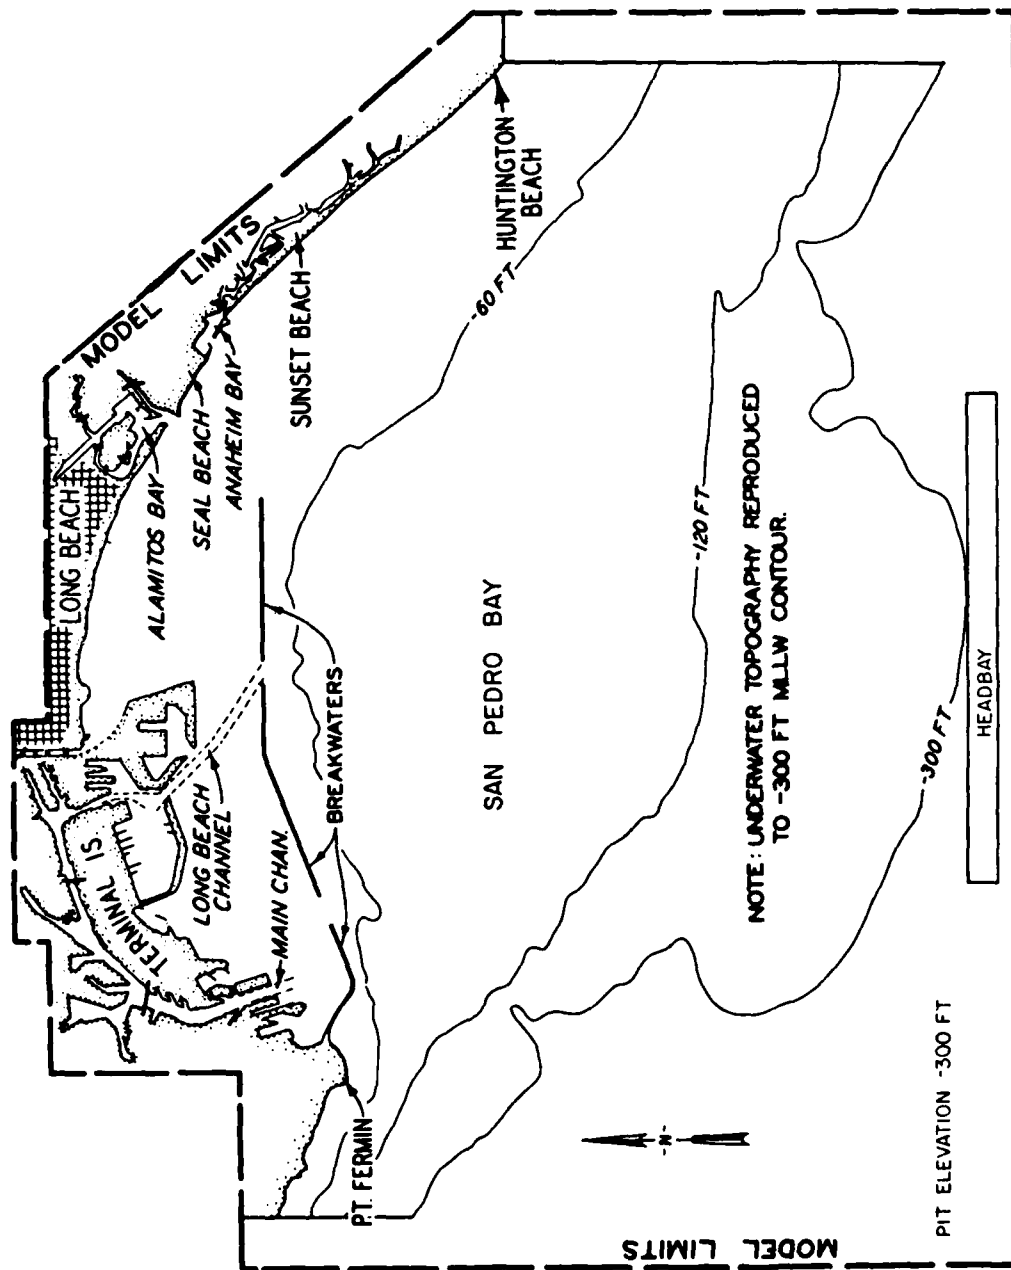 MODEL LIMITS
LONG BEACH
ALAMITOS BAY
SEAL BEACH
ANAHEIM BAY
SUNSET BEACH
HUNTINGTON
BEACH
TERMINAL IS
LONG BEACH
CHANNEL
MAIN CHAN.
BREAKWATERS
P.T. FERMIN
-60 FT
SAN PEDRO BAY
-120 FT
NOTE: UNDERWATER TOPOGRAPHY REPRODUCED
TO -300 FT MLLW CONTOUR.
-300 FT
HEADBAY
-N-
PIT ELEVATION -300 FT
MODEL LIMITS